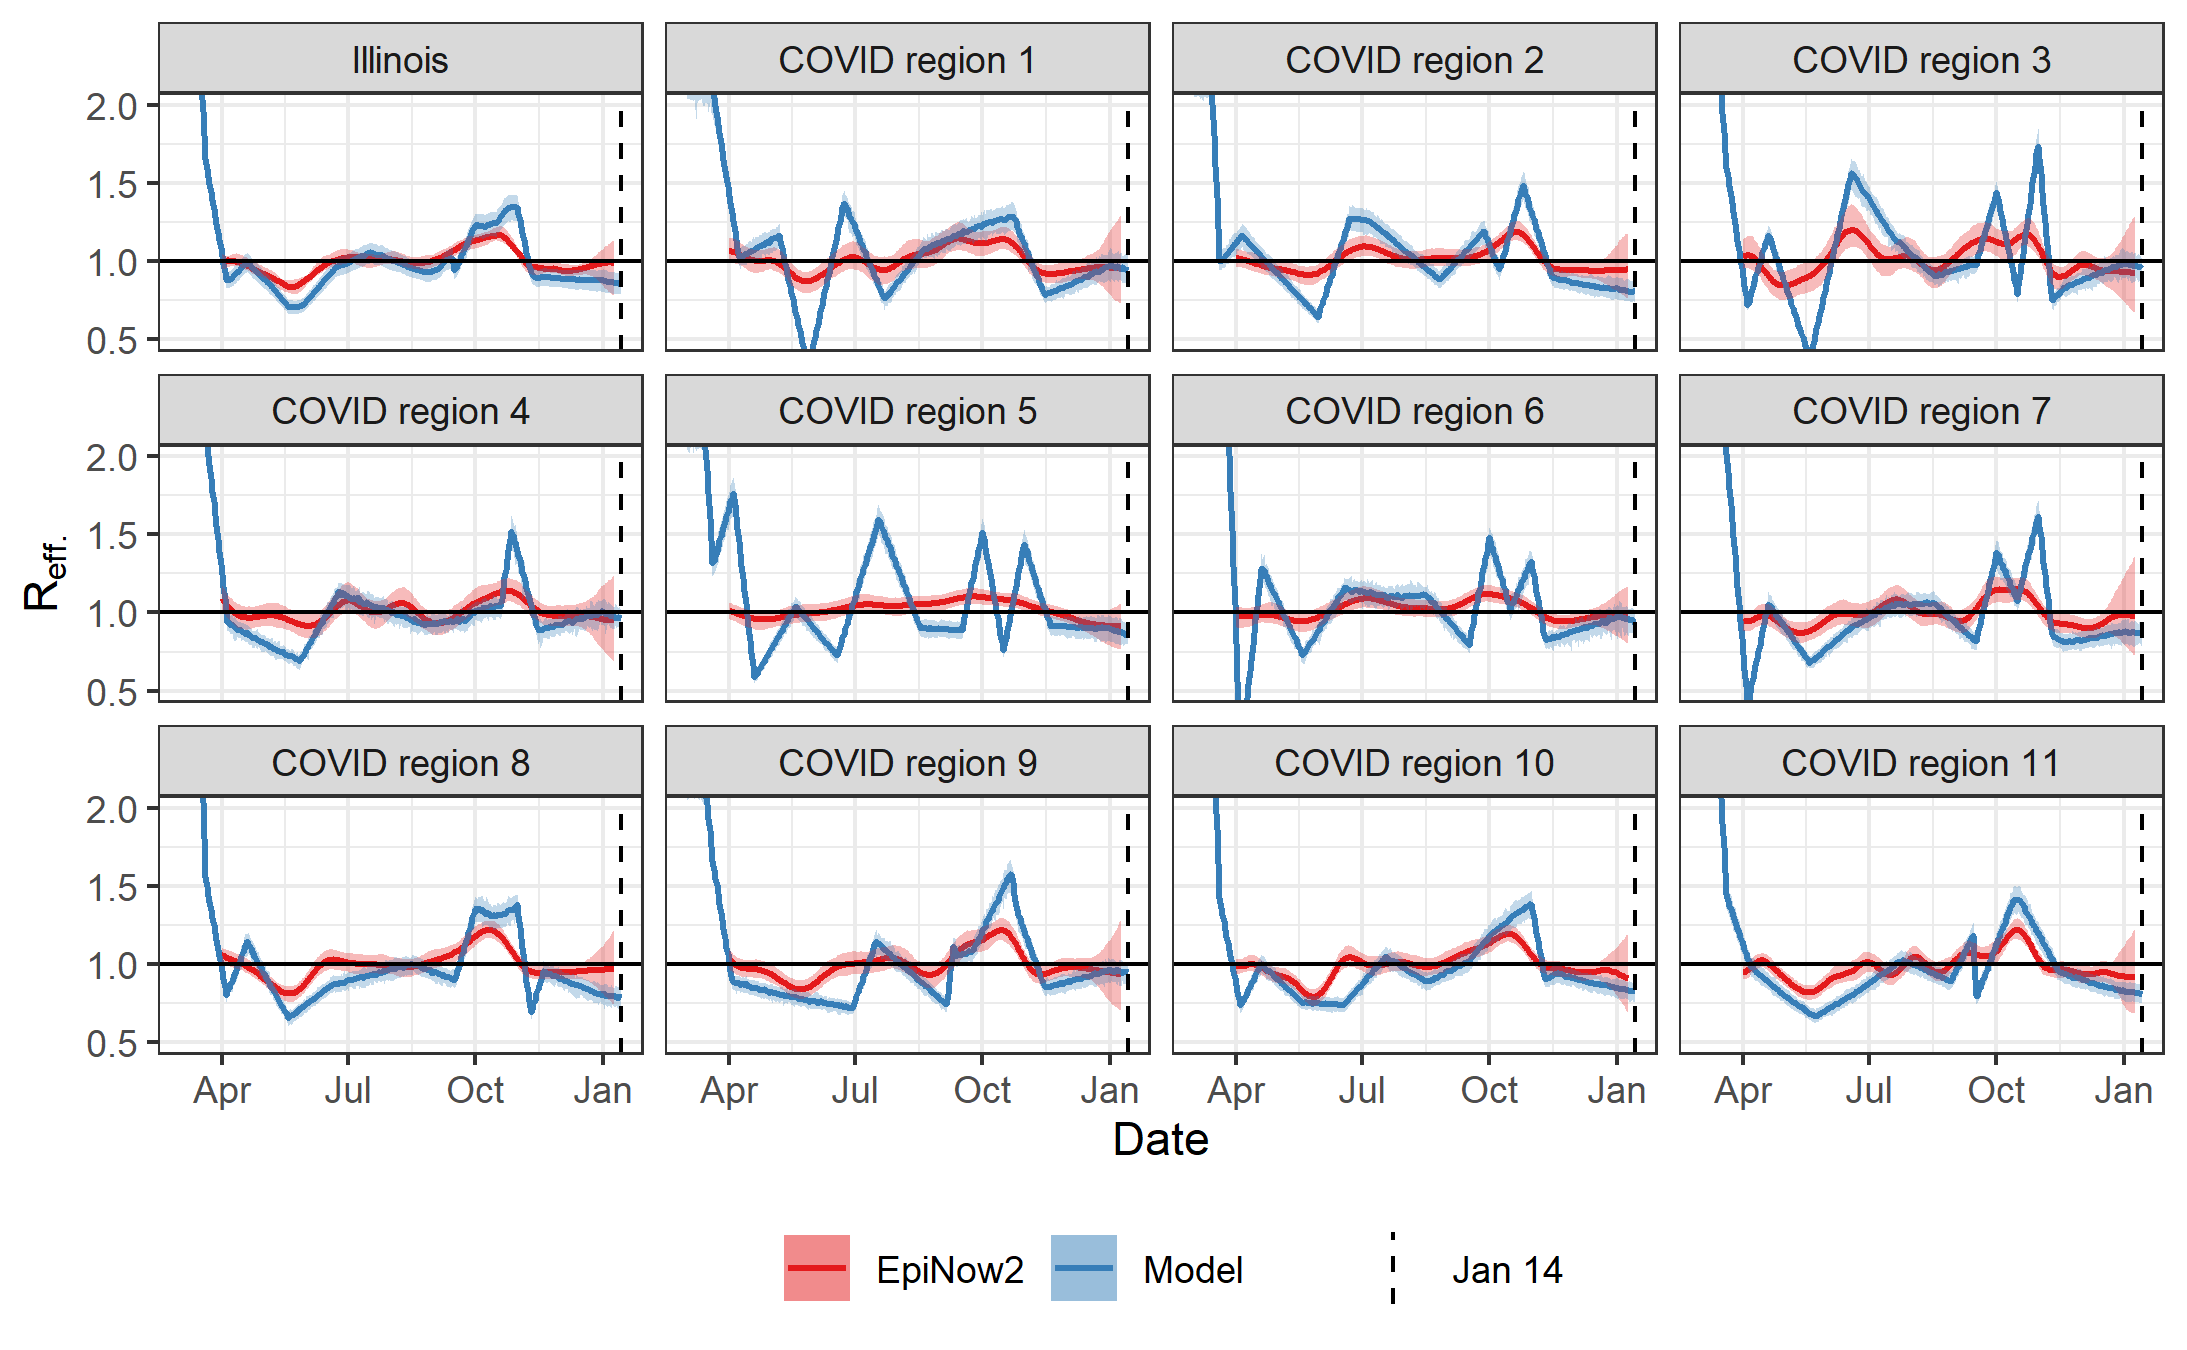 Illinois
COVID region 1
COVID region 2
COVID region 3
2.0
1.5
1.0
0.5
COVID region 4
COVID region 5
COVID region 6
COVID region 7
2.0
1.5
1.0
0.5
COVID region 8
COVID region 9
COVID region 10
COVID region 11
2.0
1.5
1.0
0.5
Reff.
Apr Jul Oct Jan
Apr Jul Oct Jan
Apr Jul Oct Jan
Apr Jul Oct Jan
Date
EpiNow2 Model Jan 14